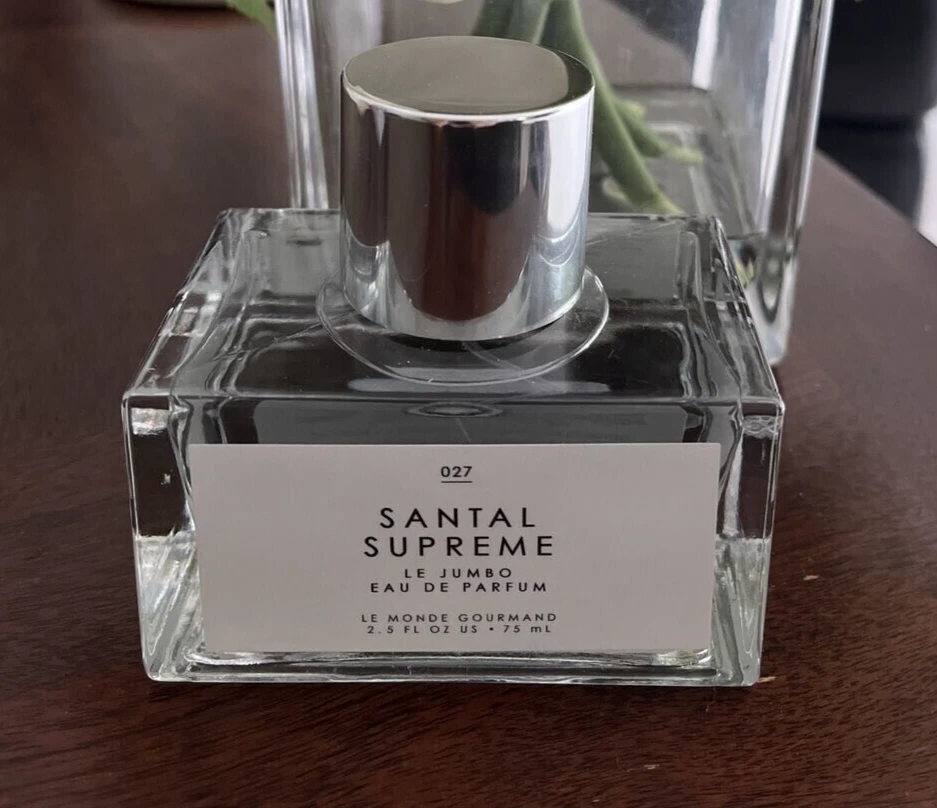 027
SANTAL
SUPREME
LE JUMBO
EAU DE PARFUM
LE MONDE GOURMAND
2.5 FL OZ US • 75 mL